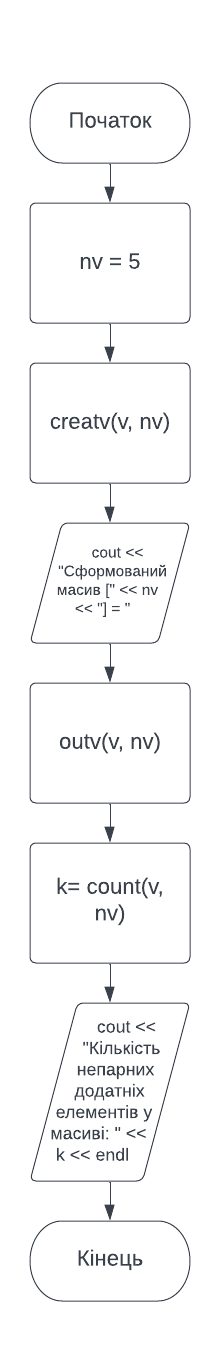 Початок
nv = 5
creatv(v, nv)
cout <<
"Сформований
масив [" << nv
<< "] = "
outv(v, nv)
k= count(v,
nv)
cout <<
"Кількість
непарних
додатніх
елементів у
масиві: " <<
k << endl
Кінець